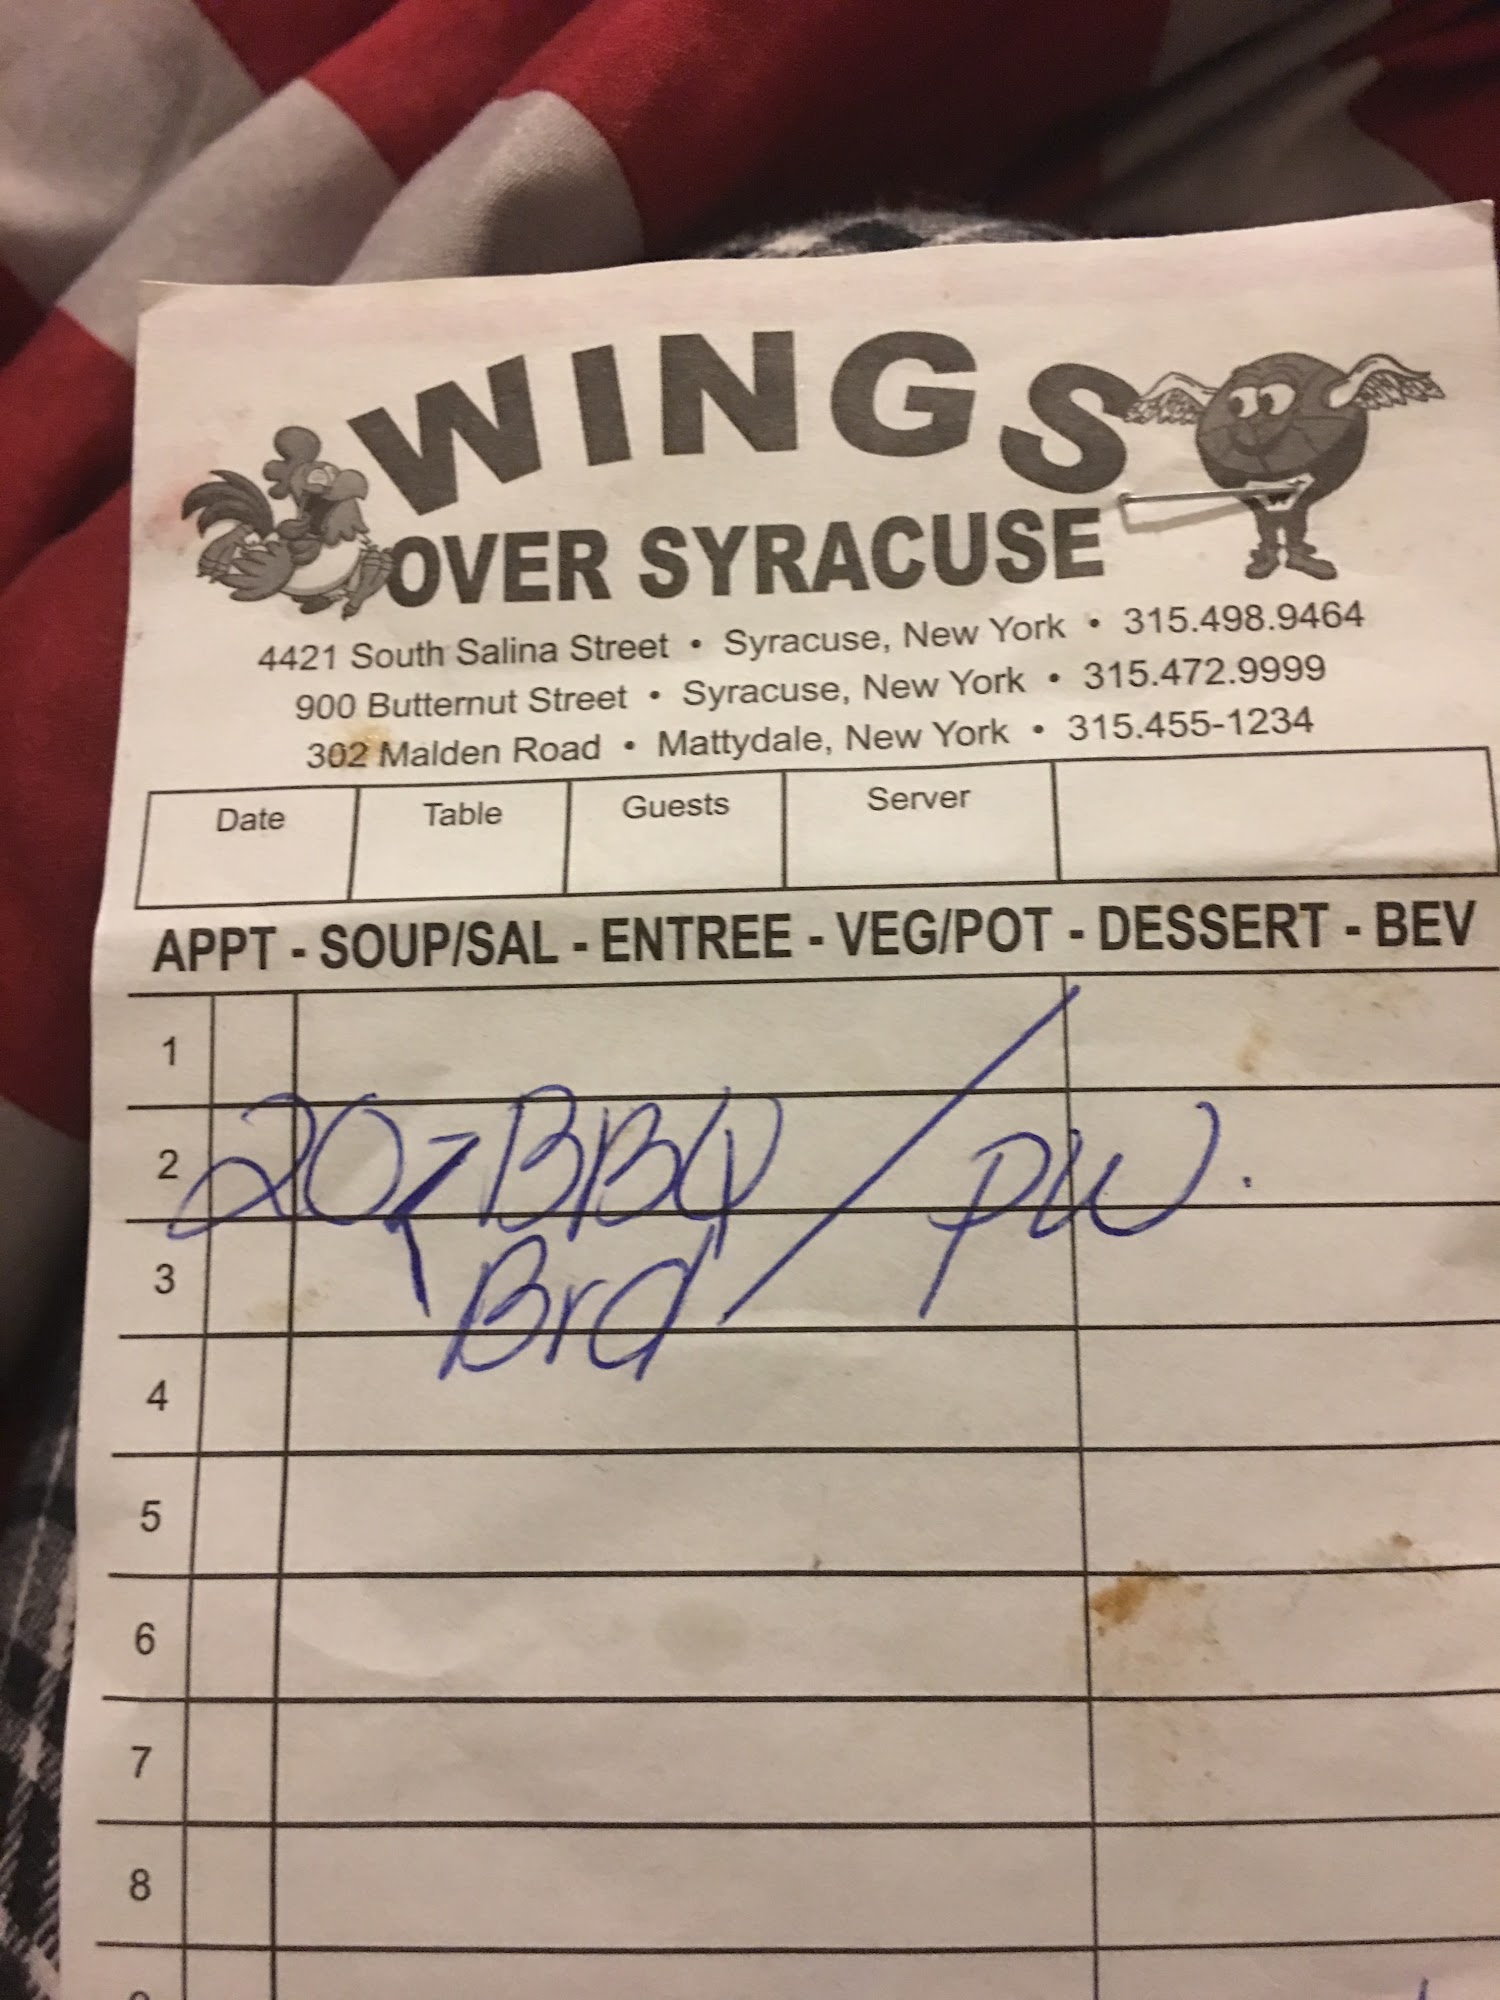 WINGS
OVER SYRACUSE
4421 South Salina Street • Syracuse, New York • 315.498.9464
900 Butternut Street • Syracuse, New York • 315.472.9999
302 Malden Road • Mattydale, New York • 315.455-1234
Date Table Guests Server
APPT - SOUP/SAL - ENTREE - VEG/POT - DESSERT - BEV
1
2 20 BBQ / PW.
3 Brd
4
5
6
7
8